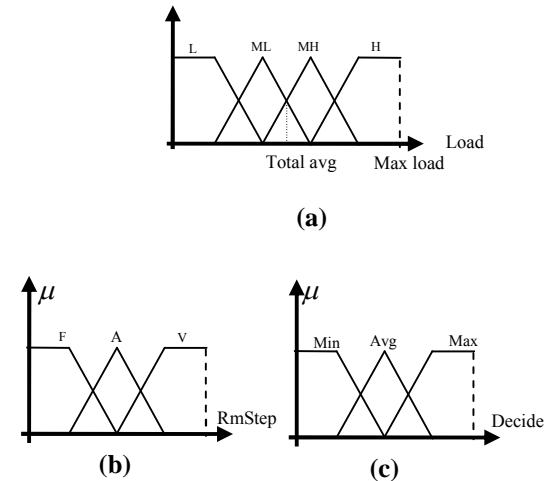 L ML MH H
Load
Total avg Max load
(a)
μ μ
F A V
Min Avg Max
RmStep Decide
(b) (c)